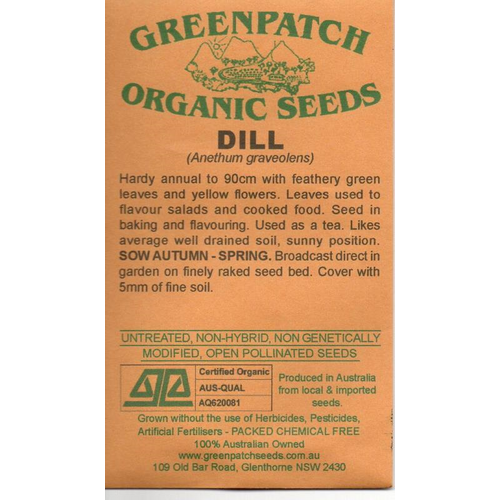 GREENPATCH
ORGANIC SEEDS
DILL
(Anethum graveolens)
Hardy annual to 90cm with feathery green
leaves and yellow flowers. Leaves used to
flavour salads and cooked food. Seed in
baking and flavouring. Used as a tea. Likes
average well drained soil, sunny position.
SOW AUTUMN - SPRING. Broadcast direct in
garden on finely raked seed bed. Cover with
5mm of fine soil.
UNTREATED, NON-HYBRID, NON GENETICALLY
MODIFIED, OPEN POLLINATED SEEDS
Certified Organic
AUS-QUAL
AQ620081
Produced in Australia
from local & imported
seeds.
Grown without the use of Herbicides, Pesticides,
Artificial Fertilisers - PACKED CHEMICAL FREE
100% Australian Owned
www.greenpatchseeds.com.au
109 Old Bar Road, Glenthorne NSW 2430